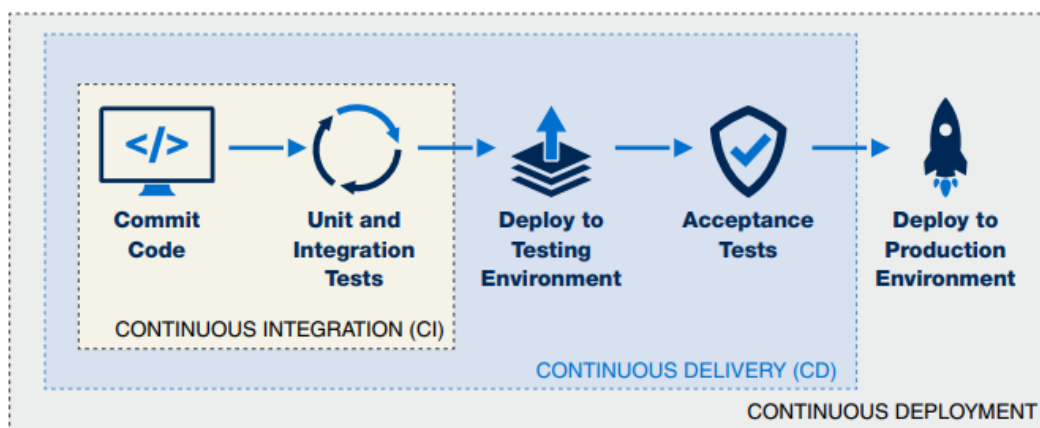 </>
Commit
Code
Unit and
Integration
Tests
Deploy to
Testing
Environment
Acceptance
Tests
Deploy to
Production
Environment
CONTINUOUS INTEGRATION (CI)
CONTINUOUS DELIVERY (CD)
CONTINUOUS DEPLOYMENT